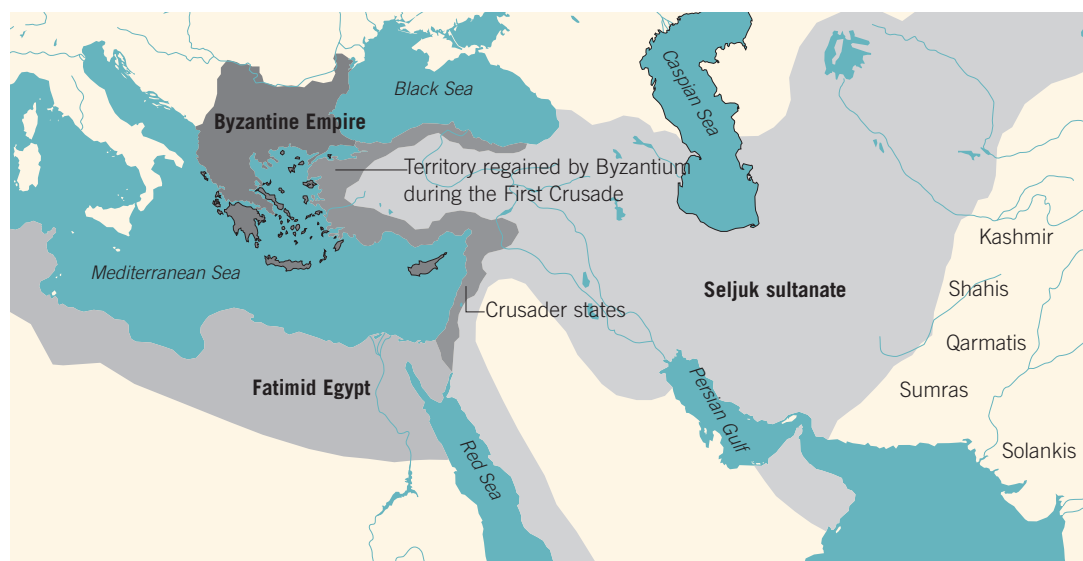 Black Sea
Caspian Sea
Byzantine Empire
Territory regained by Byzantium
during the First Crusade
Kashmir
Mediterranean Sea
Seljuk sultanate
Shahis
Crusader states
Qarmatis
Fatimid Egypt
Persian Gulf
Sumras
Red Sea
Solankis